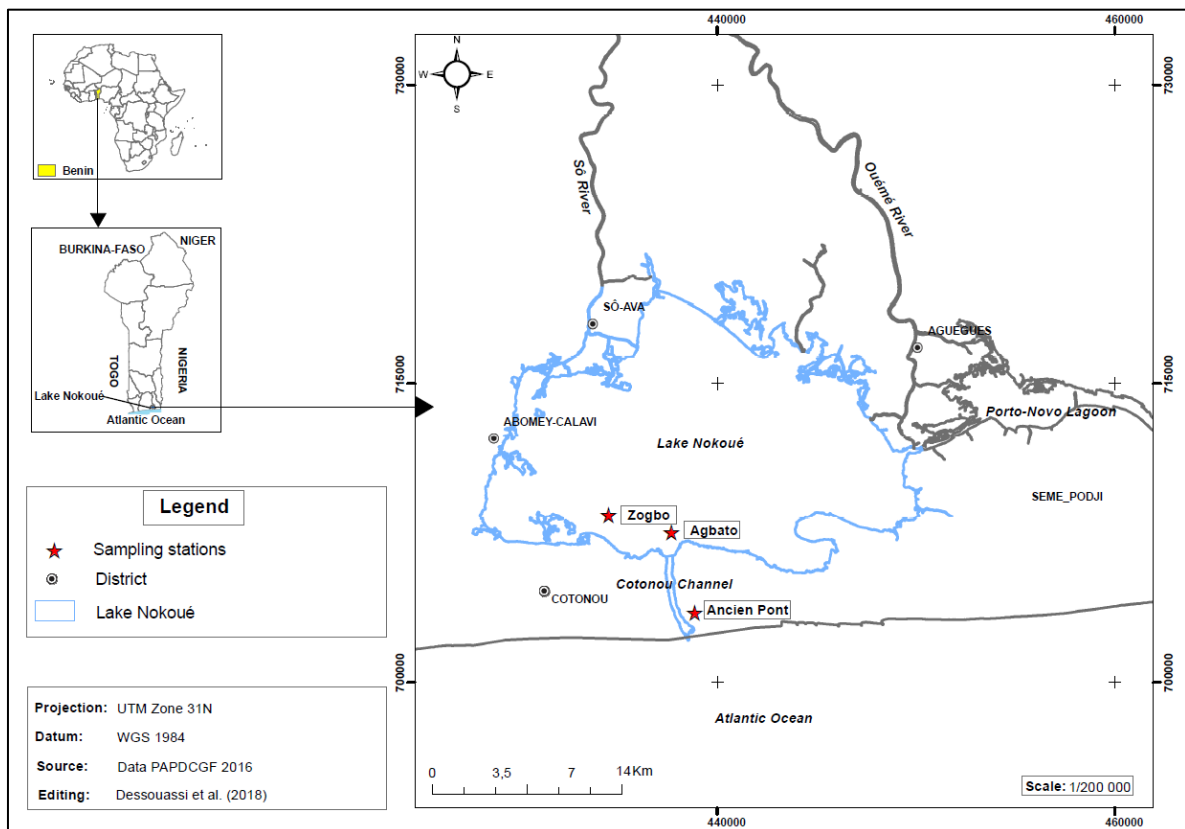 Benin
BURKINA-FASO
NIGER
TOGO
NIGERIA
Lake Nokoué
Atlantic Ocean
Legend
Sampling stations
District
Lake Nokoué
Projection: UTM Zone 31N
Datum: WGS 1984
Source: Data PAPDCGF 2016
Editing: Dessouassi et al. (2018)
440000
460000
730000
730000
N
W
E
S
Sô River
Ouémé River
SÔ-AVA
AGUEGUES
715000
715000
Porto-Novo Lagoon
ABOMEY-CALAVI
Lake Nokoué
SEME_PODJI
Zogbo
Agbato
Cotonou Channel
COTONOU
Ancien Pont
700000
700000
Atlantic Ocean
0 3,5 7 14Km
Scale: 1/200 000
440000
460000